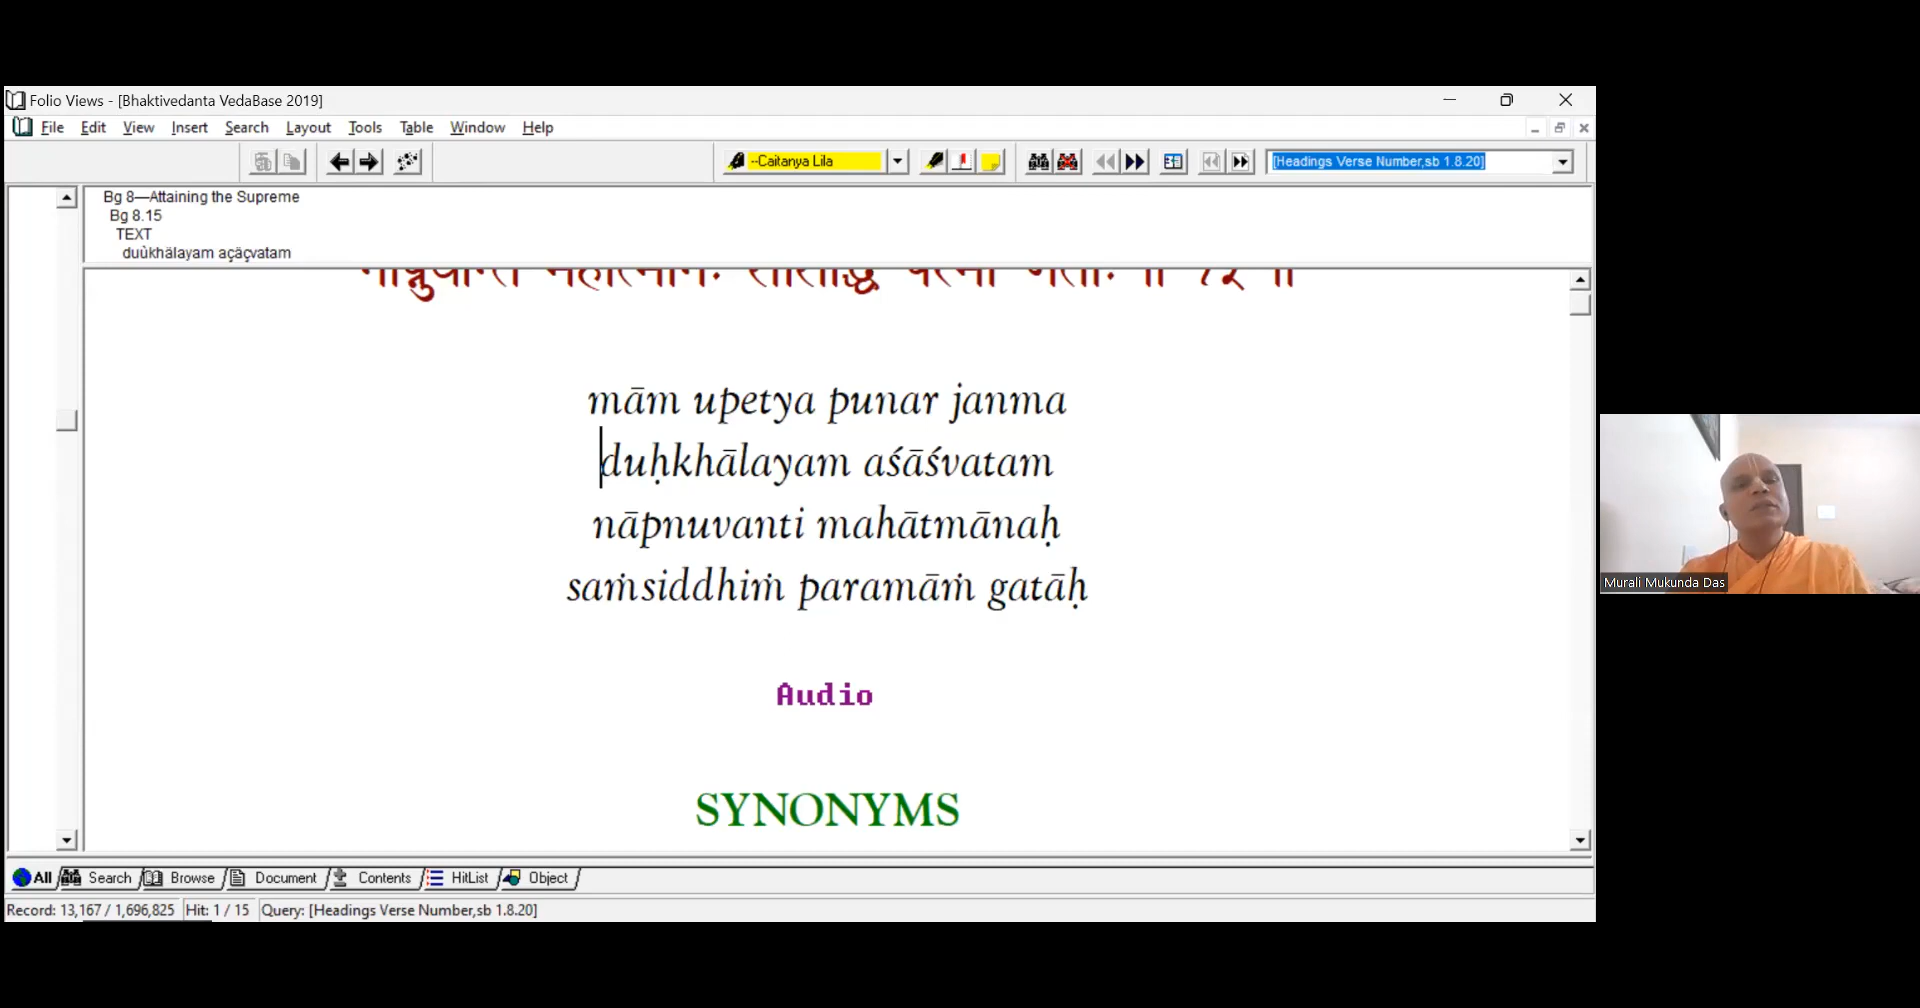 Folio Views - [Bhaktivedanta VedaBase 2019]
File Edit View Insert Search Layout Tools Table Window Help
--Caitanya Lila
[Headings Verse Number,sb 1.8.20]
Bg 8—Attaining the Supreme
Bg 8.15
TEXT
duùkhälayam açäçvatam
mām upetya punar janma
duḥkhālayam aśāśvatam
nāpnuvanti mahātmānaḥ
saṁsiddhiṁ paramāṁ gatāḥ
Audio
SYNONYMS
Murali Mukunda Das
All Search Browse Document Contents HitList Object
Record: 13,167 / 1,696,825 Hit: 1 / 15 Query: [Headings Verse Number,sb 1.8.20]